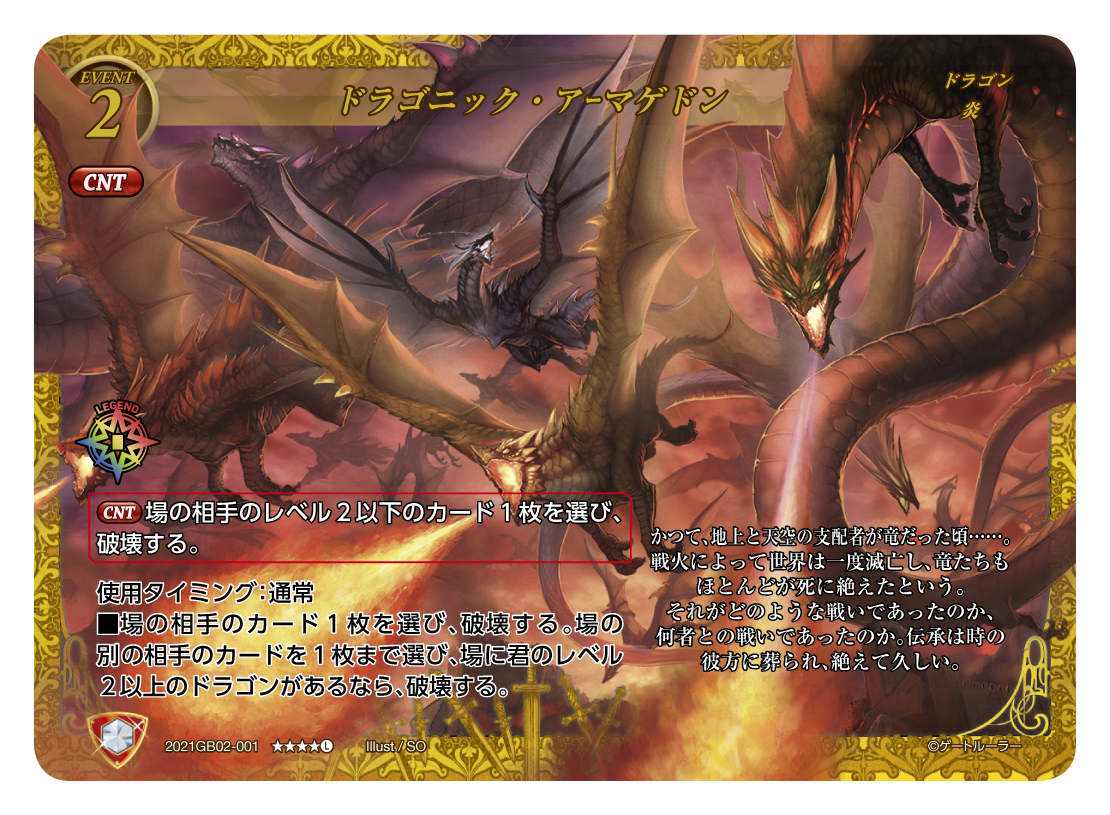 EVENT
2
ドラゴニック・アーマゲドン
ドラゴン
炎
CNT
LEGEND
CNT 場の相手のレベル２以下のカード１枚を選び、
破壊する。
使用タイミング：通常
■場の相手のカード１枚を選び、破壊する。場の
別の相手のカードを１枚まで選び、場に君のレベル
２以上のドラゴンがあるなら、破壊する。
かつて、地上と天空の支配者が竜だった頃……。
戦火によって世界は一度滅亡し、竜たちも
ほとんどが死に絶えたという。
それがどのような戦いであったのか、
何者との戦いであったのか。伝承は時の
彼方に葬られ、絶えて久しい。
2021GB02-001 ★★★★Ⓛ Illust / SO
©ゲートルーラー